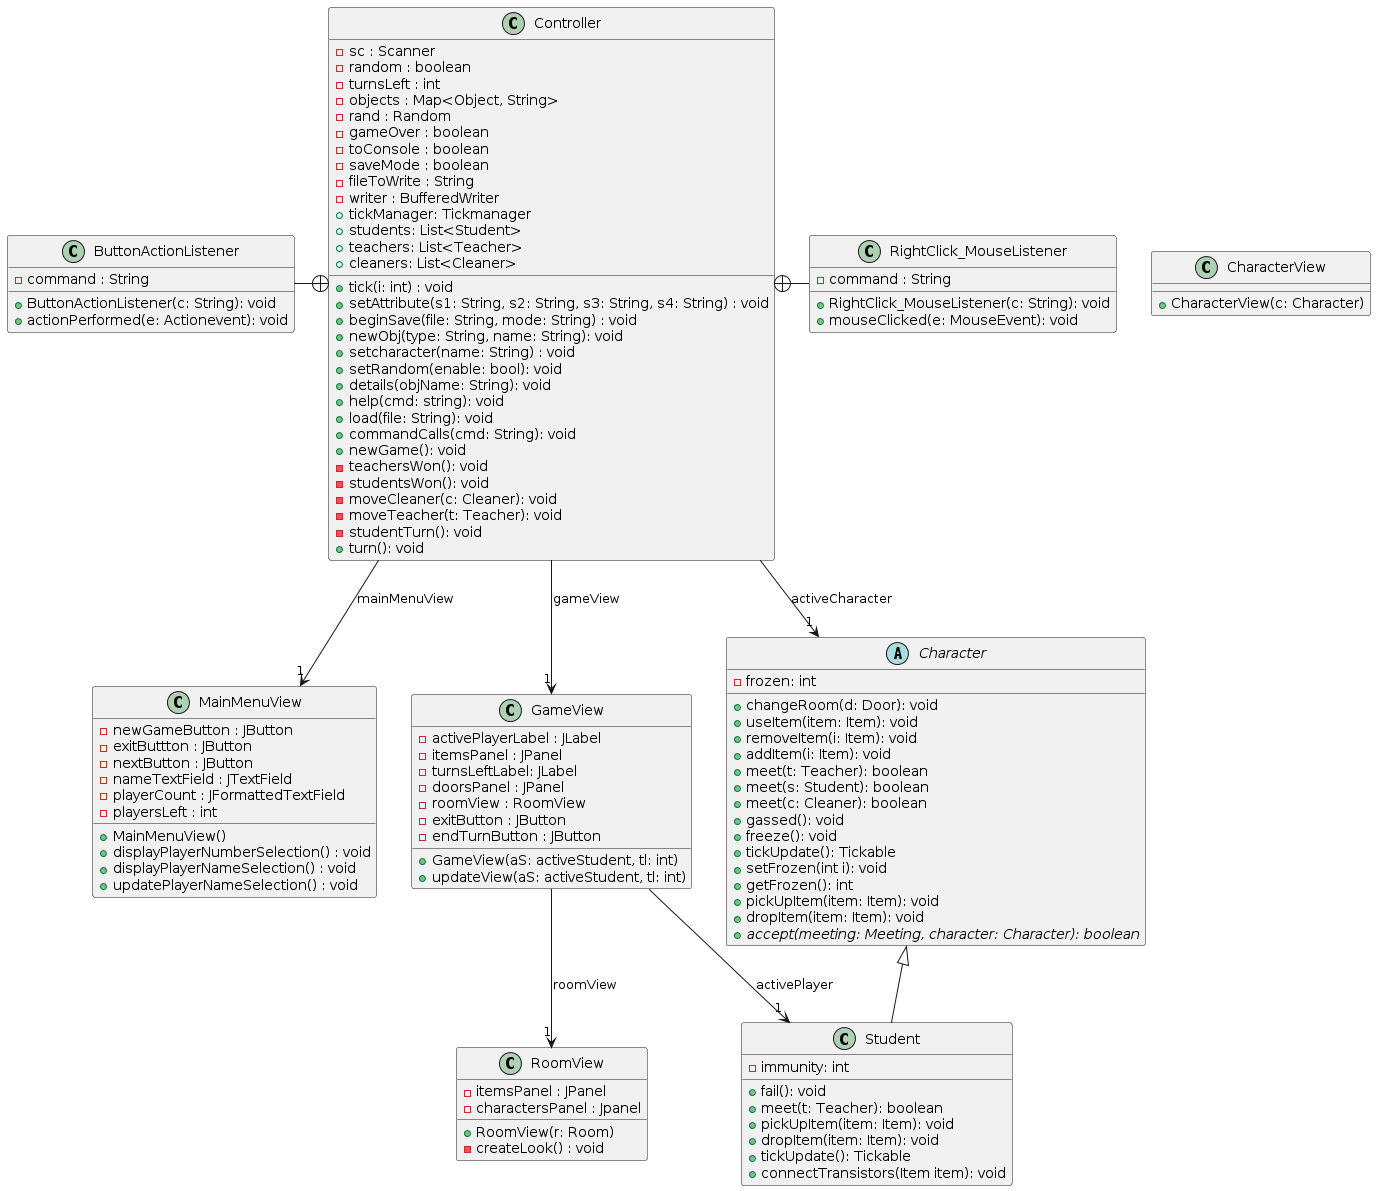 C Controller
sc : Scanner
random : boolean
turnsLeft : int
objects : Map<Object, String>
rand : Random
gameOver : boolean
toConsole : boolean
saveMode : boolean
fileToWrite : String
writer : BufferedWriter
tickManager: Tickmanager
students: List<Student>
teachers: List<Teacher>
cleaners: List<Cleaner>
tick(i: int) : void
setAttribute(s1: String, s2: String, s3: String, s4: String) : void
beginSave(file: String, mode: String) : void
newObj(type: String, name: String): void
setcharacter(name: String) : void
setRandom(enable: bool): void
details(objName: String): void
help(cmd: string): void
load(file: String): void
commandCalls(cmd: String): void
newGame(): void
teachersWon(): void
studentsWon(): void
moveCleaner(c: Cleaner): void
moveTeacher(t: Teacher): void
studentTurn(): void
turn(): void
C ButtonActionListener
command : String
ButtonActionListener(c: String): void
actionPerformed(e: Actionevent): void
C RightClick_MouseListener
command : String
RightClick_MouseListener(c: String): void
mouseClicked(e: MouseEvent): void
C CharacterView
CharacterView(c: Character)
mainMenuView
1
gameView
1
activeCharacter
1
C MainMenuView
newGameButton : JButton
exitButtton : JButton
nextButton : JButton
nameTextField : JTextField
playerCount : JFormattedTextField
playersLeft : int
MainMenuView()
displayPlayerNumberSelection() : void
displayPlayerNameSelection() : void
updatePlayerNameSelection() : void
C GameView
activePlayerLabel : JLabel
itemsPanel : JPanel
turnsLeftLabel: JLabel
doorsPanel : JPanel
roomView : RoomView
exitButton : JButton
endTurnButton : JButton
GameView(aS: activeStudent, tl: int)
updateView(aS: activeStudent, tl: int)
A Character
frozen: int
changeRoom(d: Door): void
useItem(item: Item): void
removeItem(i: Item): void
addItem(i: Item): void
meet(t: Teacher): boolean
meet(s: Student): boolean
meet(c: Cleaner): boolean
gassed(): void
freeze(): void
tickUpdate(): Tickable
setFrozen(int i): void
getFrozen(): int
pickUpItem(item: Item): void
dropItem(item: Item): void
accept(meeting: Meeting, character: Character): boolean
roomView
1
activePlayer
1
C RoomView
itemsPanel : JPanel
charactersPanel : Jpanel
RoomView(r: Room)
createLook() : void
C Student
immunity: int
fail(): void
meet(t: Teacher): boolean
pickUpItem(item: Item): void
dropItem(item: Item): void
tickUpdate(): Tickable
connectTransistors(Item item): void